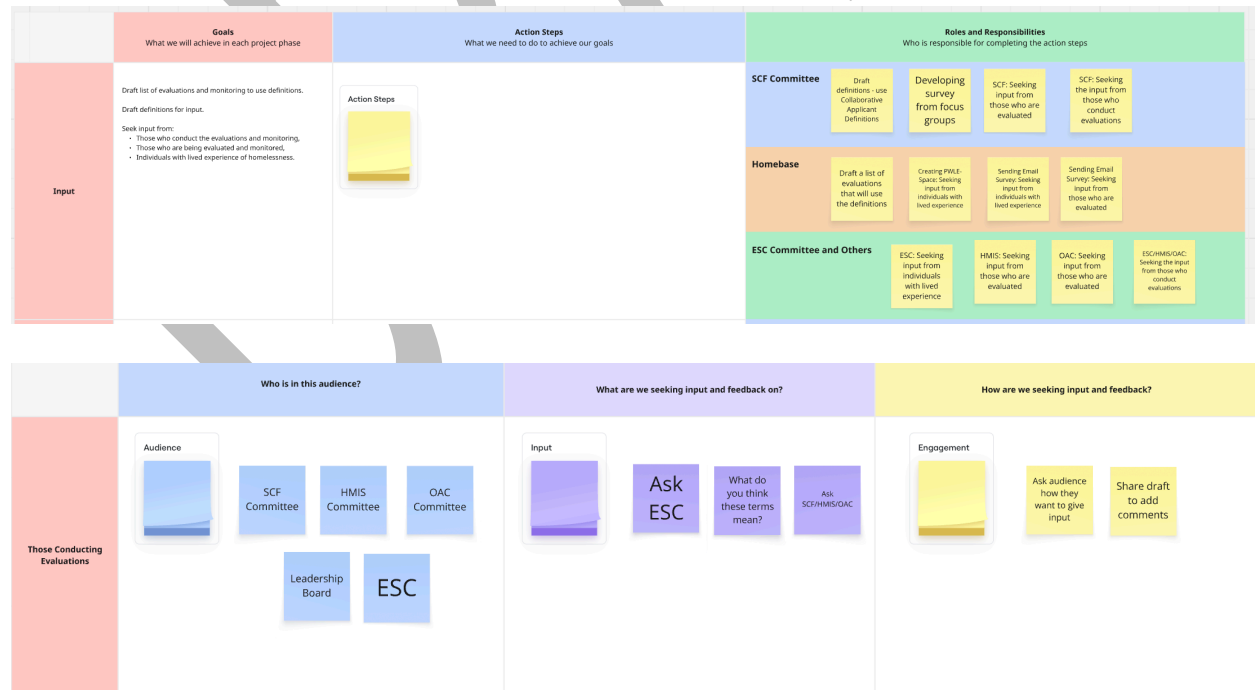 Goals
What we will achieve in each project phase
Action Steps
What we need to do to achieve our goals
Roles and Responsibilities
Who is responsible for completing the action steps
Input
Draft list of evaluations and monitoring to use definitions.
Draft definitions for input.
Seek input from:
• Those who conduct the evaluations and monitoring,
• Those who are being evaluated and monitored,
• Individuals with lived experience of homelessness.
Action Steps
SCF Committee
Draft
definitions - use
Collaborative
Applicant
Definitions
Developing
survey
from focus
groups
SCF: Seeking
input from
those who are
evaluated
SCF: Seeking
the input from
those who
conduct
evaluations
Homebase
Draft a list of
evaluations
that will use
the definitions
Creating PWLE-
Space: Seeking
input from
individuals with
lived experience
Sending Email
Survey: Seeking
input from
individuals with
lived experience
Sending Email
Survey: Seeking
input from
those who are
evaluated
ESC Committee and Others
ESC: Seeking
input from
individuals
with lived
experience
HMIS: Seeking
input from
those who are
evaluated
OAC: Seeking
input from
those who are
evaluated
ESC/HMIS/OAC:
Seeking the input
from those who
conduct
evaluations
Who is in this audience?
What are we seeking input and feedback on?
How are we seeking input and feedback?
Those Conducting
Evaluations
Audience
SCF
Committee
HMIS
Committee
OAC
Committee
Leadership
Board
ESC
Input
Ask
ESC
What do
you think
these terms
mean?
Ask
SCF/HMIS/OAC
Engagement
Ask audience
how they
want to give
input
Share draft
to add
comments